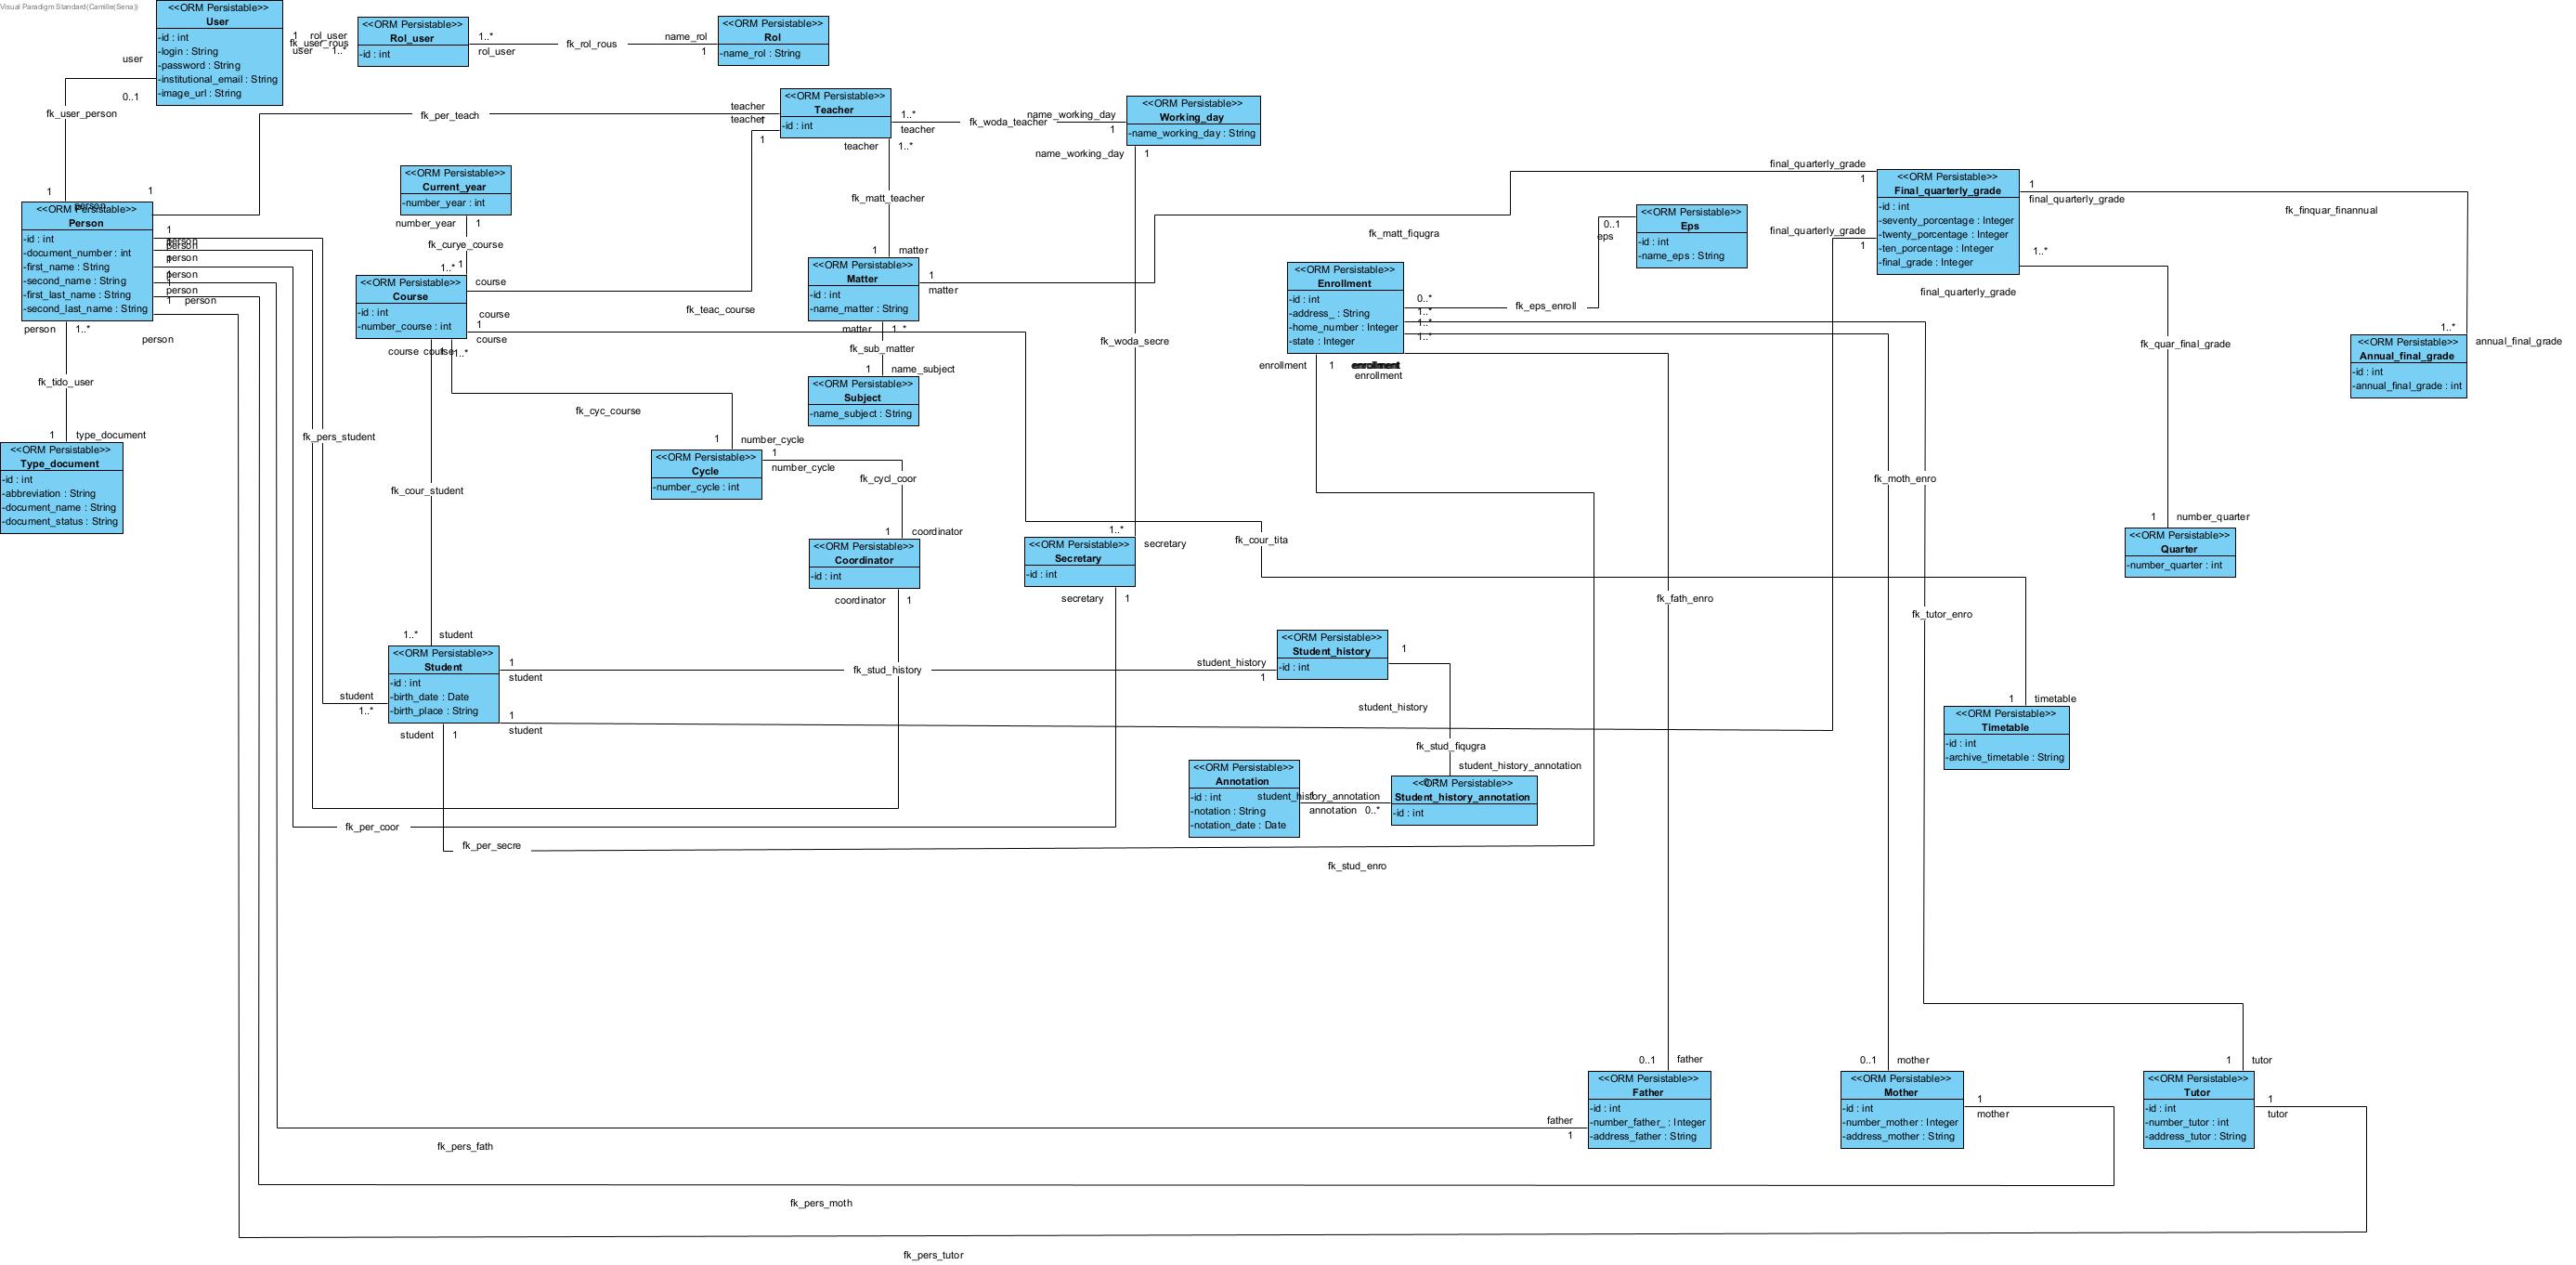 Visual Paradigm Standard(Camille(Sena))
<<ORM Persistable>>
User
-id : int
-login : String
-password : String
-institutional_email : String
-image_url : String
1 rol_user
fk_user_rous
user 1..*
<<ORM Persistable>>
Rol_user
-id : int
1..*
rol_user
fk_rol_rous
name_rol
1
<<ORM Persistable>>
Rol
-name_rol : String
user
0..1
fk_user_person
1
1
fk_per_teach
teacher
teacher
1
1
<<ORM Persistable>>
Teacher
-id : int
1..*
teacher
fk_woda_teacher
name_working_day
1
<<ORM Persistable>>
Working_day
-name_working_day : String
teacher 1..*
name_working_day 1
fk_matt_teacher
<<ORM Persistable>>
Current_year
-number_year : int
number_year 1
fk_curye_course
1..* 1
person
<<ORM Persistable>>
Person
-id : int
-document_number : int
-first_name : String
-second_name : String
-first_last_name : String
-second_last_name : String
1
person
person
person
1
person
1
person
1 person
person 1..*
person
fk_tido_user
1 type_document
<<ORM Persistable>>
Type_document
-id : int
-abbreviation : String
-document_name : String
-document_status : String
<<ORM Persistable>>
Course
-id : int
-number_course : int
course
course
1
course
course course
1 1..*
fk_teac_course
1 matter
<<ORM Persistable>>
Matter
-id : int
-name_matter : String
1
matter
matter 1..*
fk_sub_matter
1 name_subject
<<ORM Persistable>>
Subject
-name_subject : String
fk_matt_fiqugra
final_quarterly_grade
1
final_quarterly_grade
1
<<ORM Persistable>>
Final_quarterly_grade
-id : int
-seventy_porcentage : Integer
-twenty_porcentage : Integer
-ten_porcentage : Integer
-final_grade : Integer
1
final_quarterly_grade
fk_finquar_finannual
1..*
final_quarterly_grade
<<ORM Persistable>>
Eps
-id : int
-name_eps : String
0..1
eps
<<ORM Persistable>>
Enrollment
-id : int
-address_ : String
-home_number : Integer
-state : Integer
0..*
1..*
1..*
1..*
fk_eps_enroll
enrollment 1 enrollment
enrollment
fk_woda_secre
fk_quar_final_grade
1..*
annual_final_grade
<<ORM Persistable>>
Annual_final_grade
-id : int
-annual_final_grade : int
fk_cyc_course
fk_pers_student
fk_cour_student
1 number_cycle
<<ORM Persistable>>
Cycle
-number_cycle : int
1
number_cycle
fk_cycl_coor
1 coordinator
<<ORM Persistable>>
Coordinator
-id : int
coordinator 1
1..*
secretary
<<ORM Persistable>>
Secretary
-id : int
secretary 1
fk_cour_tita
fk_moth_enro
fk_fath_enro
fk_tutor_enro
1 number_quarter
<<ORM Persistable>>
Quarter
-number_quarter : int
1..* student
<<ORM Persistable>>
Student
-id : int
-birth_date : Date
-birth_place : String
student
1..*
1
student
fk_stud_history
student_history
1
<<ORM Persistable>>
Student_history
-id : int
1
student_history
1
student
student 1
fk_stud_fiqugra
student_history_annotation
<<ORM Persistable>>
Annotation
-id : int
-notation : String
-notation_date : Date
student_history_annotation
1
annotation 0..*
<<ORM Persistable>>
Student_history_annotation
-id : int
1 timetable
<<ORM Persistable>>
Timetable
-id : int
-archive_timetable : String
fk_per_coor
fk_per_secre
fk_stud_enro
0..1 father
<<ORM Persistable>>
Father
-id : int
-number_father_ : Integer
-address_father : String
father
1
0..1 mother
<<ORM Persistable>>
Mother
-id : int
-number_mother : Integer
-address_mother : String
1
mother
1 tutor
<<ORM Persistable>>
Tutor
-id : int
-number_tutor : int
-address_tutor : String
1
tutor
fk_pers_fath
fk_pers_moth
fk_pers_tutor